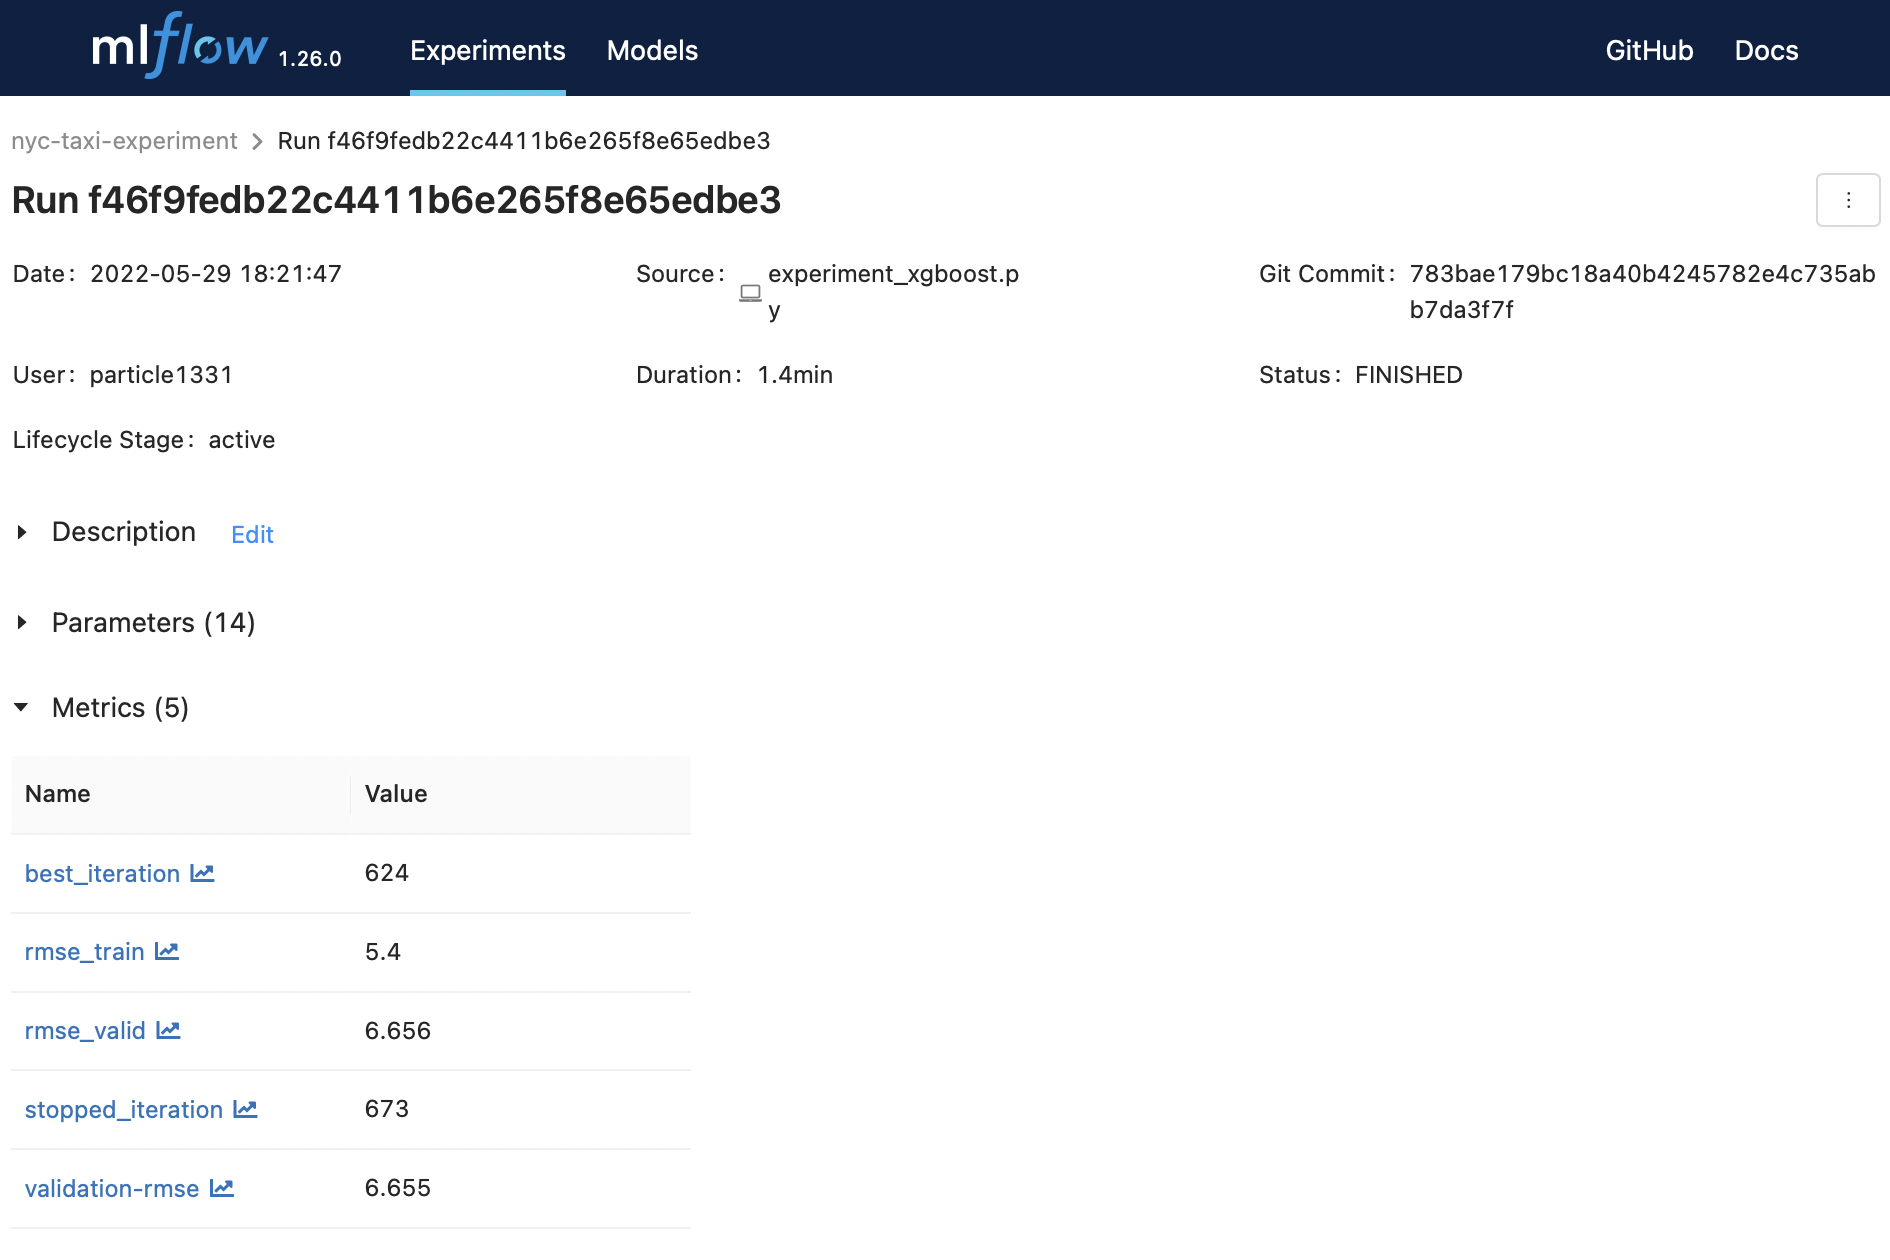 mlflow 1.26.0 Experiments Models GitHub Docs
nyc-taxi-experiment > Run f46f9fedb22c4411b6e265f8e65edbe3
Run f46f9fedb22c4411b6e265f8e65edbe3
Date: 2022-05-29 18:21:47
Source: experiment_xgboost.p
y
Git Commit: 783bae179bc18a40b4245782e4c735ab
b7da3f7f
User: particle1331
Duration: 1.4min
Status: FINISHED
Lifecycle Stage: active
Description Edit
Parameters (14)
Metrics (5)
Name Value
best_iteration 624
rmse_train 5.4
rmse_valid 6.656
stopped_iteration 673
validation-rmse 6.655